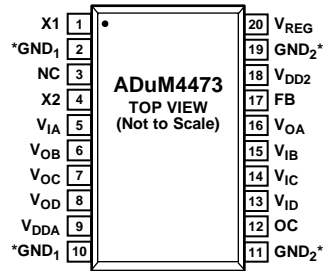 X1 1 20 VREG
*GND1 2 19 GND2*
NC 3 18 VDD2
X2 4 17 FB
VIA 5 16 VOA
VOB 6 15 VIB
VOC 7 14 VIC
VOD 8 13 VID
VDDA 9 12 OC
*GND1 10 11 GND2*
ADuM4473
TOP VIEW
(Not to Scale)